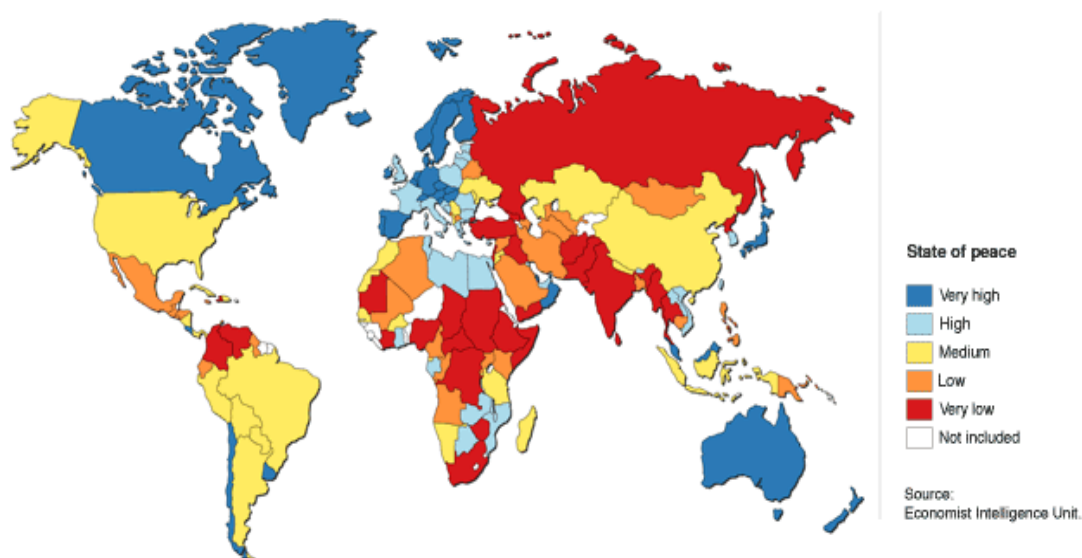 State of peace
Very high
High
Medium
Low
Very low
Not included
Source:
Economist Intelligence Unit.